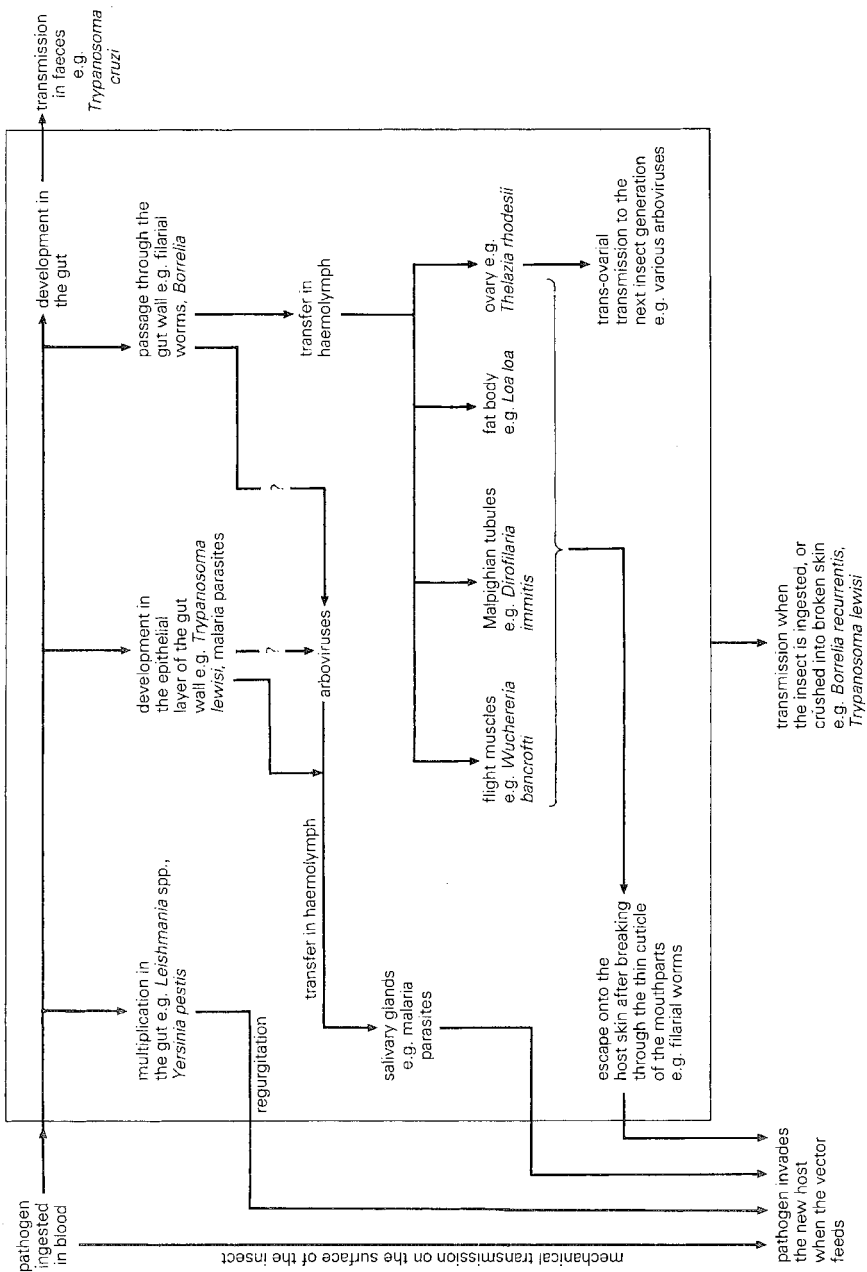 pathogen
ingested
in blood
mechanical transmission on the surface of the insect
pathogen invades
the new host
when the vector
feeds
multiplication in
the gut e.g. Leishmania spp.,
Yersinia pestis
regurgitation
development in
the epithelial
layer of the gut
wall e.g. Trypanosoma
lewisi, malaria parasites
development in
the gut
transmission
in faeces
e.g.
Trypanosoma
cruzi
passage through the
gut wall e.g. filarial
worms, Borrelia
?
?
arboviruses
transfer in haemolymph
transfer in
haemolymph
salivary glands
e.g. malaria
parasites
flight muscles
e.g. Wuchereria
bancrofti
Malpighian tubules
e.g. Dirofilaria
immitis
fat body
e.g. Loa loa
ovary e.g.
Thelazia rhodesii
trans-ovarial
transmission to the
next insect generation
e.g. various arboviruses
escape onto the
host skin after breaking
through the thin cuticle
of the mouthparts
e.g. filarial worms
transmission when
the insect is ingested, or
crushed into broken skin
e.g. Borrelia recurrentis,
Trypanosoma lewisi